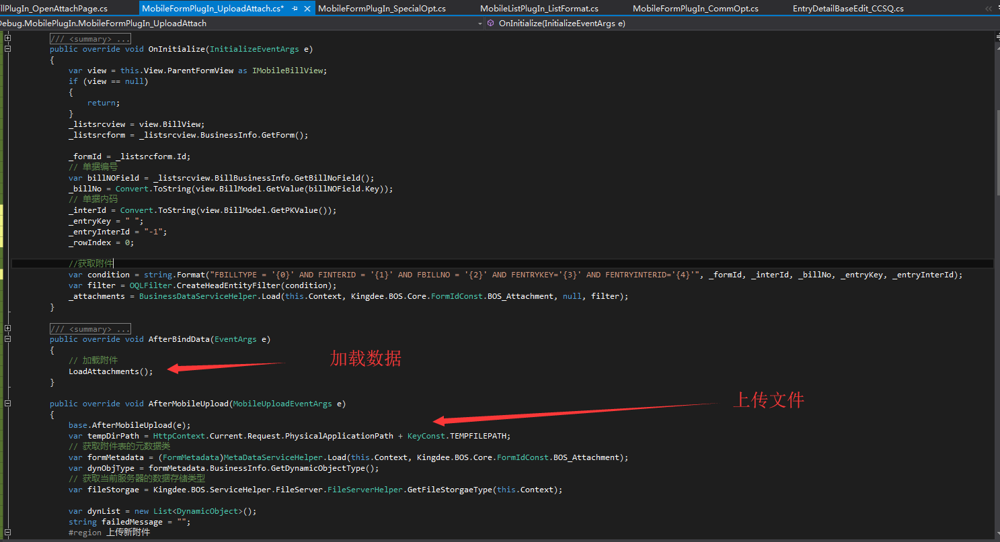 llPlugIn_OpenAttachPage.cs MobileFormPlugIn_UploadAttach.cs* MobileFormPlugIn_SpecialOpt.cs MobileListPlugIn_ListFormat.cs MobileFormPlugIn_CommOpt.cs EntryDetailBaseEdit_CCSQ.cs
Debug.MobilePlugIn.MobileFormPlugIn_UploadAttach OnInitialize(InitializeEventArgs e)
/// <summary> ...
public override void OnInitialize(InitializeEventArgs e)
{
var view = this.View.ParentFormView as IMobileBillView;
if (view == null)
{
return;
}
_listsrcview = view.BillView;
_listsrcform = _listsrcview.BusinessInfo.GetForm();
_formId = _listsrcform.Id;
// 单据编号
var billNOField = _listsrcview.BillBusinessInfo.GetBillNoField();
_billNo = Convert.ToString(view.BillModel.GetValue(billNOField.Key));
// 单据内码
_interId = Convert.ToString(view.BillModel.GetPKValue());
_entryKey = " ";
_entryInterId = "-1";
_rowIndex = 0;
//获取附件
var condition = string.Format("FBILLTYPE = '{0}' AND FINTERID = '{1}' AND FBILLNO = '{2}' AND FENTRYKEY='{3}' AND FENTRYINTERID='{4}'", _formId, _interId, _billNo, _entryKey, _entryInterId);
var filter = OQLFilter.CreateHeadEntityFilter(condition);
_attachments = BusinessDataServiceHelper.Load(this.Context, Kingdee.BOS.Core.FormIdConst.BOS_Attachment, null, filter);
}
/// <summary> ...
public override void AfterBindData(EventArgs e)
{
// 加载附件
加载数据
LoadAttachments();
}
public override void AfterMobileUpload(MobileUploadEventArgs e)
上传文件
{
base.AfterMobileUpload(e);
var tempDirPath = HttpContext.Current.Request.PhysicalApplicationPath + KeyConst.TEMPFILEPATH;
// 获取附件表的元数据类
var formMetadata = (FormMetadata)MetaDataServiceHelper.Load(this.Context, Kingdee.BOS.Core.FormIdConst.BOS_Attachment);
var dynObjType = formMetadata.BusinessInfo.GetDynamicObjectType();
// 获取当前服务器的数据存储类型
var fileStorgae = Kingdee.BOS.ServiceHelper.FileServer.FileServerHelper.GetFileStorgaeType(this.Context);
var dynList = new List<DynamicObject>();
string failedMessage = "";
#region 上传新附件